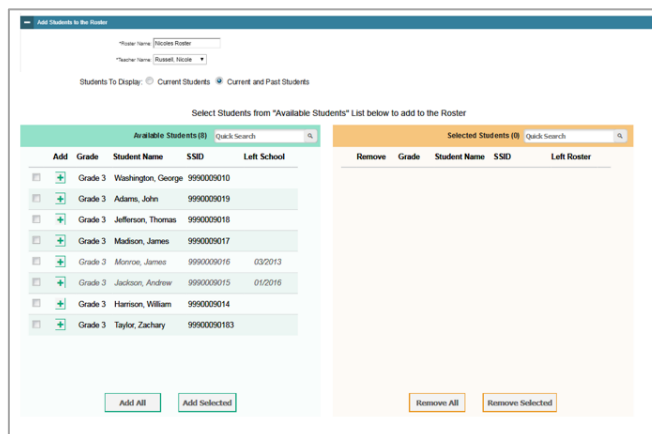 Add Students to the Roster
*Roster Name: Nicoles Roster
*Teacher Name: Russell, Nicole
Students To Display: Current Students Current and Past Students
Select Students from "Available Students" List below to add to the Roster
Available Students (8) Quick Search
Add Grade Student Name SSID Left School
Grade 3 Washington, George 9990009010
Grade 3 Adams, John 9990009019
Grade 3 Jefferson, Thomas 9990009018
Grade 3 Madison, James 9990009017
Grade 3 Monroe, James 9990009016 03/2013
Grade 3 Jackson, Andrew 9990009015 01/2016
Grade 3 Harrison, William 9990009014
Grade 3 Taylor, Zachary 99900090183
Add All Add Selected
Selected Students (0) Quick Search
Remove Grade Student Name SSID Left Roster
Remove All Remove Selected